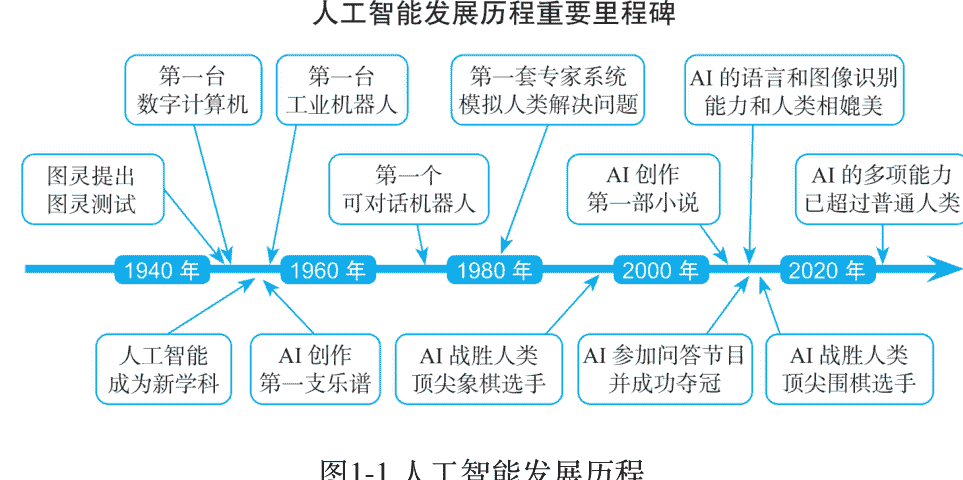 人工智能发展历程重要里程碑
第一台
数字计算机
第一台
工业机器人
第一套专家系统
模拟人类解决问题
AI 的语言和图像识别
能力和人类相媲美
图灵提出
图灵测试
第一个
可对话机器人
AI 创作
第一部小说
AI 的多项能力
已超过普通人类
1940 年
1960 年
1980 年
2000 年
2020 年
人工智能
成为新学科
AI 创作
第一支乐谱
AI 战胜人类
顶尖象棋选手
AI 参加问答节目
并成功夺冠
AI 战胜人类
顶尖围棋选手
图1-1 人工智能发展历程